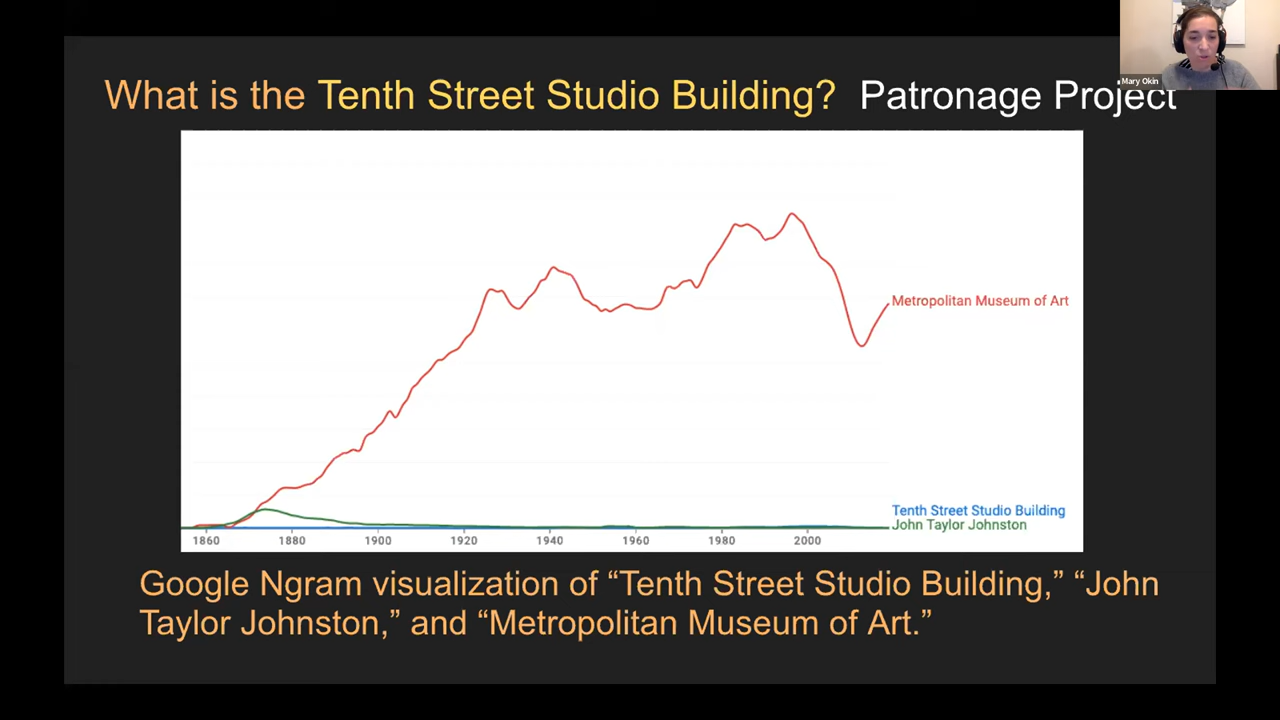 Mary Okin
What is the Tenth Street Studio Building? Patronage Project
Metropolitan Museum of Art
Tenth Street Studio Building
John Taylor Johnston
1860 1880 1900 1920 1940 1960 1980 2000
Google Ngram visualization of “Tenth Street Studio Building,” “John
Taylor Johnston,” and “Metropolitan Museum of Art.”